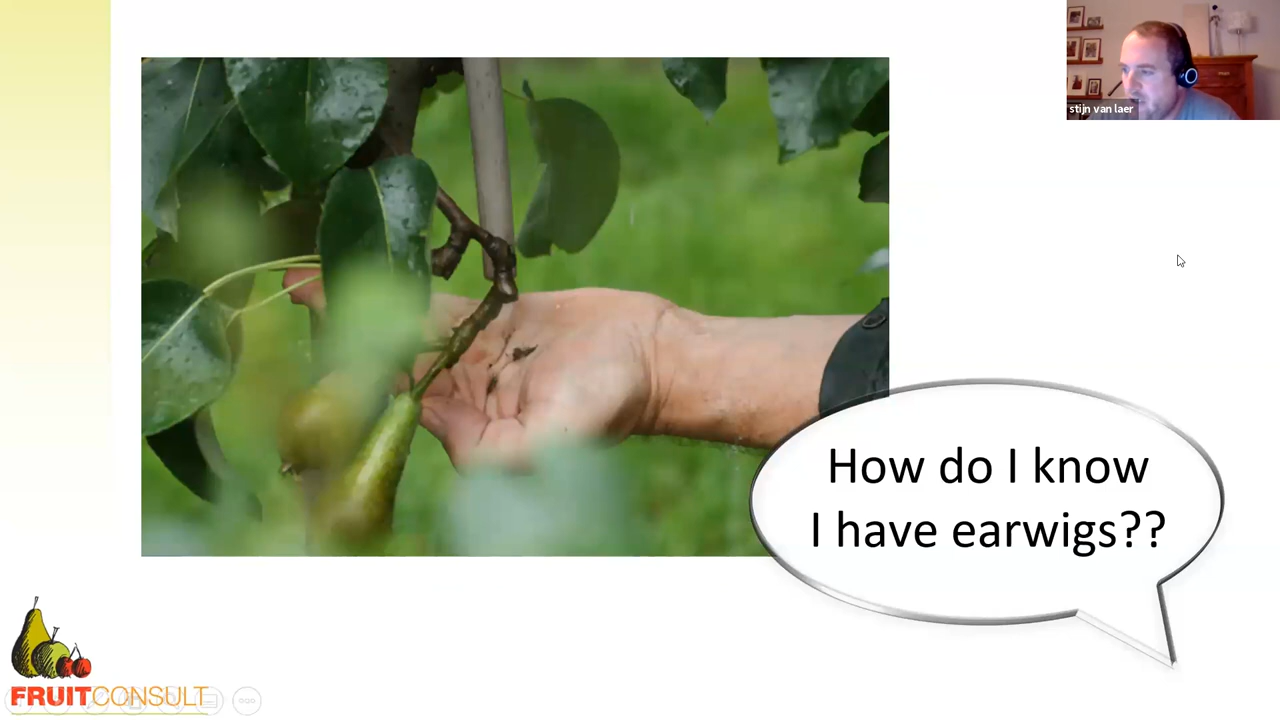 stijn van laer
How do I know
I have earwigs??
FRUITCONSULT